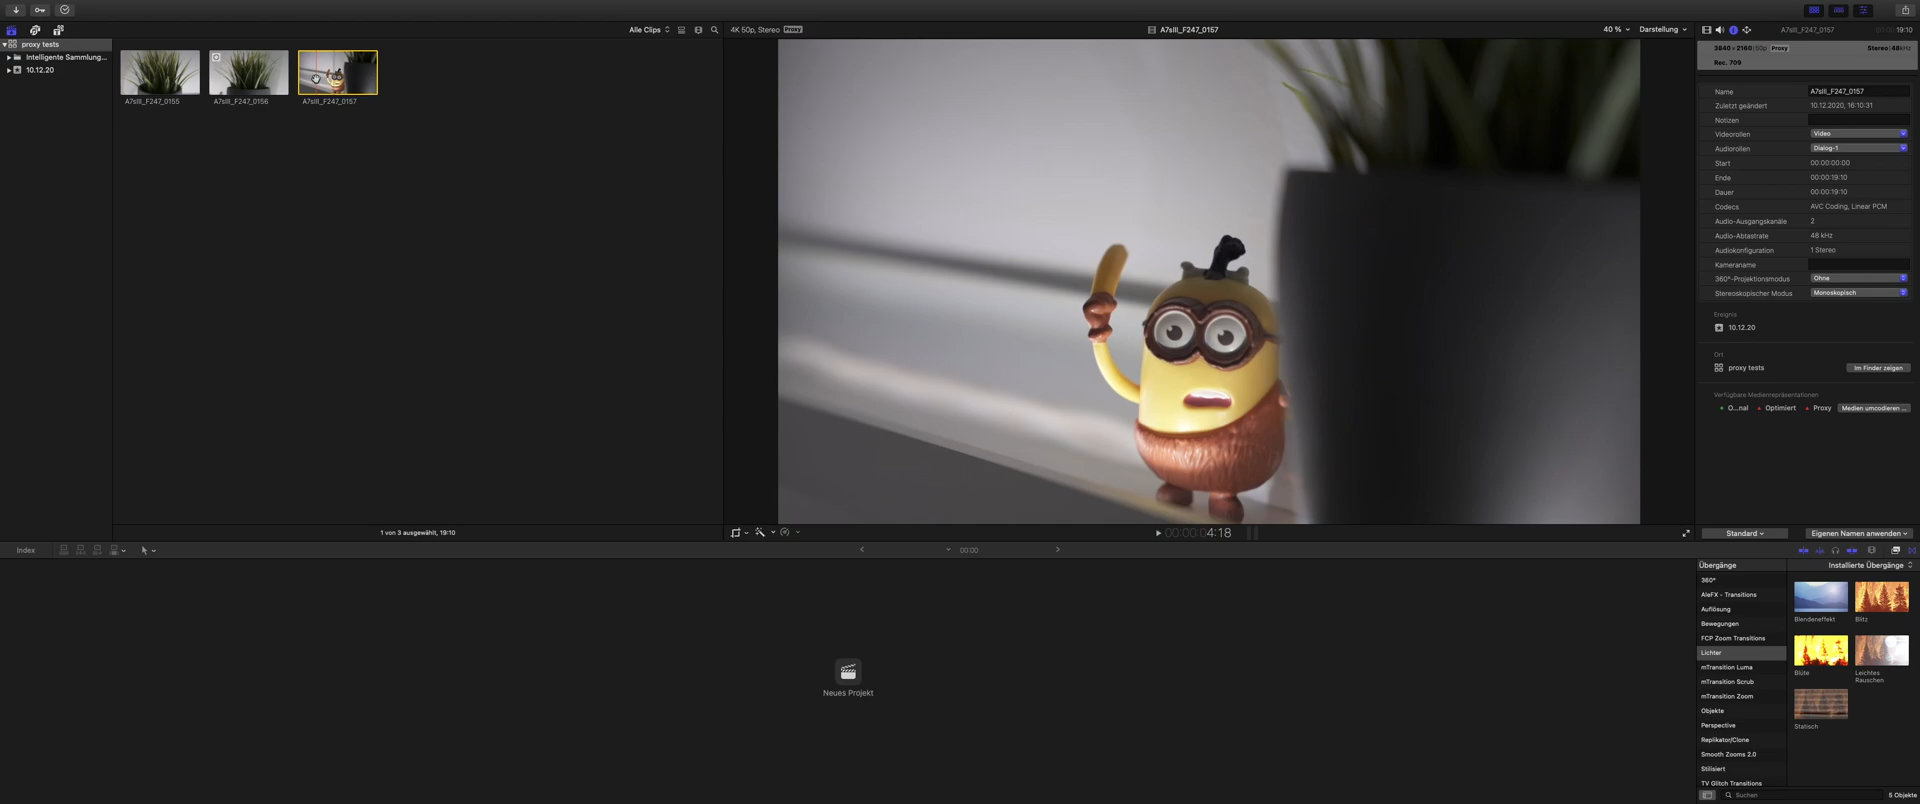 proxy tests
Intelligente Sammlung...
10.12.20
Alle Clips
A7sIII_F247_0155
A7sIII_F247_0156
A7sIII_F247_0157
1 von 3 ausgewählt, 19:10
4K 50p, Stereo Proxy
A7sIII_F247_0157
40 %
Darstellung
00:00:04:18
A7sIII_F247_0157
19:10
3840 × 2160 | 50p Proxy
Stereo | 48kHz
Rec. 709
Name A7sIII_F247_0157
Zuletzt geändert 10.12.2020, 16:10:31
Notizen
Videorollen Video
Audiorollen Dialog-1
Start 00:00:00:00
Ende 00:00:19:10
Dauer 00:00:19:10
Codecs AVC Coding, Linear PCM
Audio-Ausgangskanäle 2
Audio-Abtastrate 48 kHz
Audiokonfiguration 1 Stereo
Kameraname
360°-Projektionsmodus Ohne
Stereoskopischer Modus Monoskopisch
Ereignis
10.12.20
Ort
proxy tests Im Finder zeigen
Verfügbare Medienrepräsentationen
O...nal Optimiert Proxy Medien umcodieren ...
Standard
Eigenen Namen anwenden
Index
00:00
Neues Projekt
Übergänge
Installierte Übergänge
360°
AleFX - Transitions
Auflösung
Bewegungen
FCP Zoom Transitions
Lichter
mTransition Luma
mTransition Scrub
mTransition Zoom
Objekte
Perspective
Replikator/Clone
Smooth Zooms 2.0
Stilisiert
TV Glitch Transitions
Blendeneffekt
Blitz
Blüte
Leichtes
Rauschen
Statisch
Suchen
5 Objekte